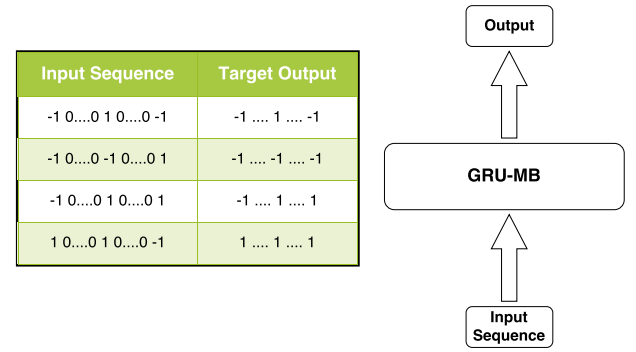 Input Sequence Target Output
-1 0....0 1 0....0 -1 -1 .... 1 .... -1
-1 0....0 -1 0....0 1 -1 .... -1 .... -1
-1 0....0 1 0....0 1 -1 .... 1 .... 1
1 0....0 1 0....0 -1 1 .... 1 .... 1
Output
GRU-MB
Input
Sequence